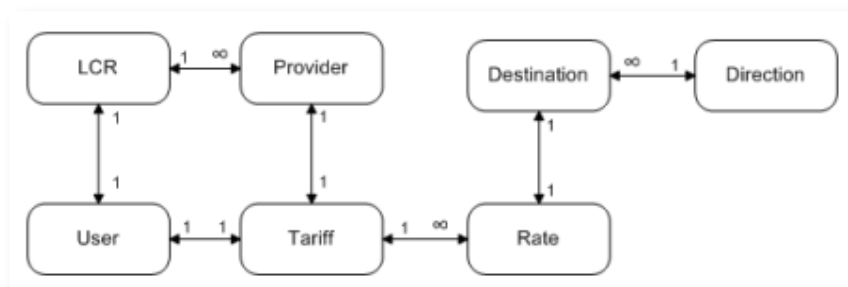 LCR 1 ∞ Provider
Destination ∞ 1 Direction
1 1 1
1 1 1
User 1 1 Tariff 1 ∞ Rate